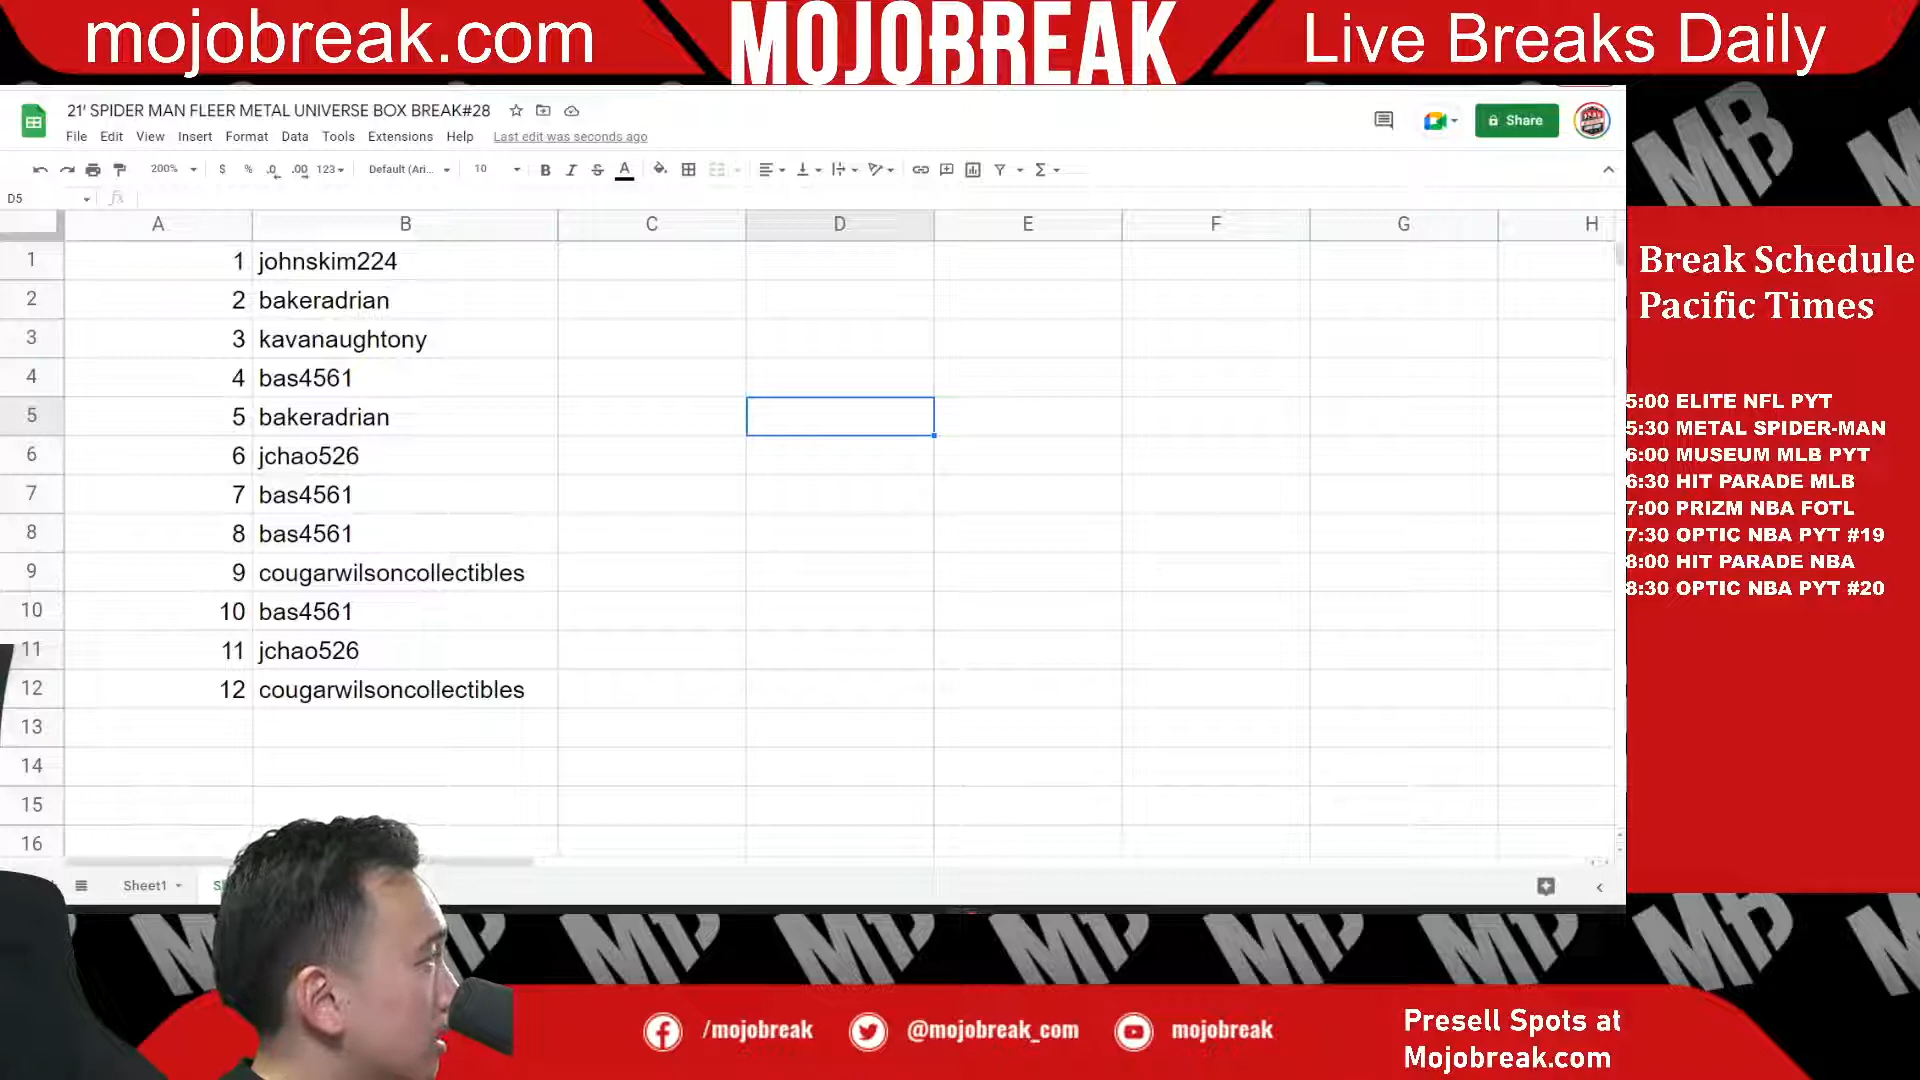 mojobreak.com
MOJOBREAK
Live Breaks Daily
21' SPIDER MAN FLEER METAL UNIVERSE BOX BREAK#28
File Edit View Insert Format Data Tools Extensions Help Last edit was seconds ago
Share
200% $ % .0 .00 123 Default (Ari... 10 B I S A
D5 fx
A B C D E F G H
1 1 johnskim224
2 2 bakeradrian
3 3 kavanaughtony
4 4 bas4561
5 5 bakeradrian
6 6 jchao526
7 7 bas4561
8 8 bas4561
9 9 cougarwilsoncollectibles
10 10 bas4561
11 11 jchao526
12 12 cougarwilsoncollectibles
13
14
15
16
Sheet1
Break Schedule
Pacific Times
5:00 ELITE NFL PYT
5:30 METAL SPIDER-MAN
6:00 MUSEUM MLB PYT
6:30 HIT PARADE MLB
7:00 PRIZM NBA FOTL
7:30 OPTIC NBA PYT #19
8:00 HIT PARADE NBA
8:30 OPTIC NBA PYT #20
/mojobreak
@mojobreak_com
mojobreak
Presell Spots at
Mojobreak.com